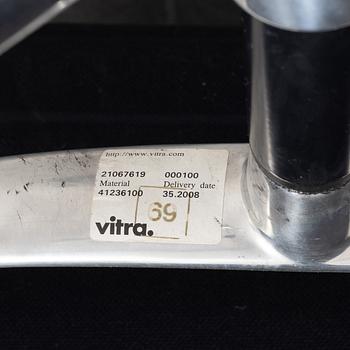 http://www.vitra.com
21067619 000100
Material Delivery date
41236100 35.2008
69
vitra.